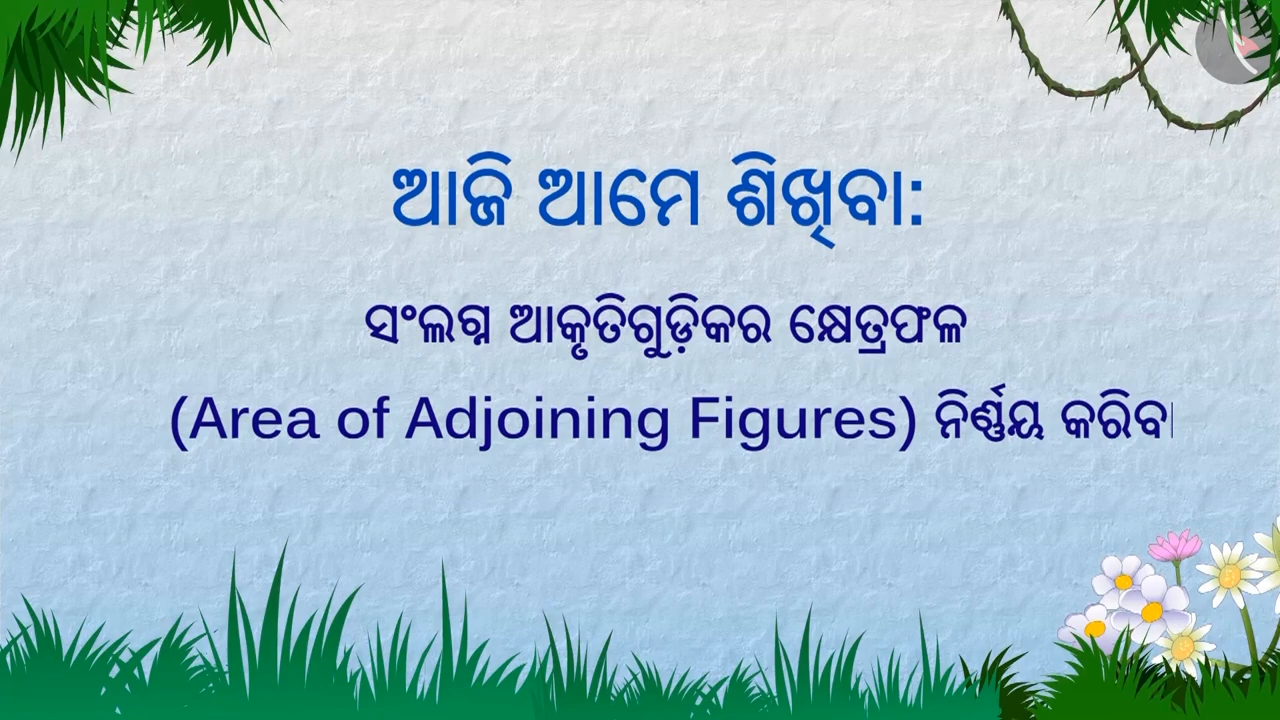 ଆଜି ଆମେ ଶିଖିବା:
ସଂଲଗ୍ନ ଆକୃତିଗୁଡ଼ିକର କ୍ଷେତ୍ରଫଳ
(Area of Adjoining Figures) ନିର୍ଣ୍ଣୟ କରିବା